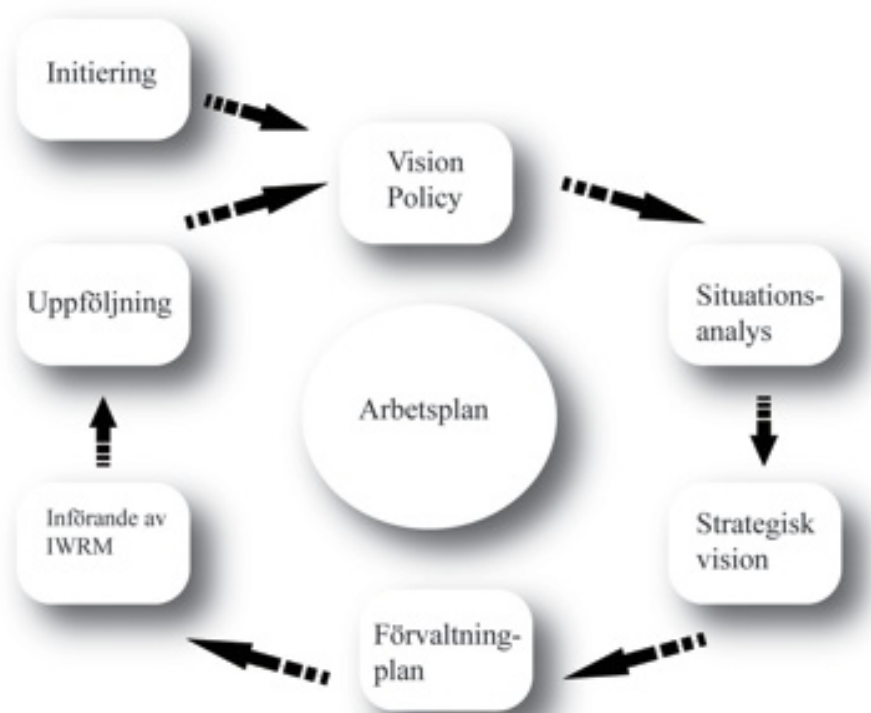 Initiering
Vision
Policy
Uppföljning
Situations-
analys
Arbetsplan
Införande av
IWRM
Strategisk
vision
Förvaltning-
plan